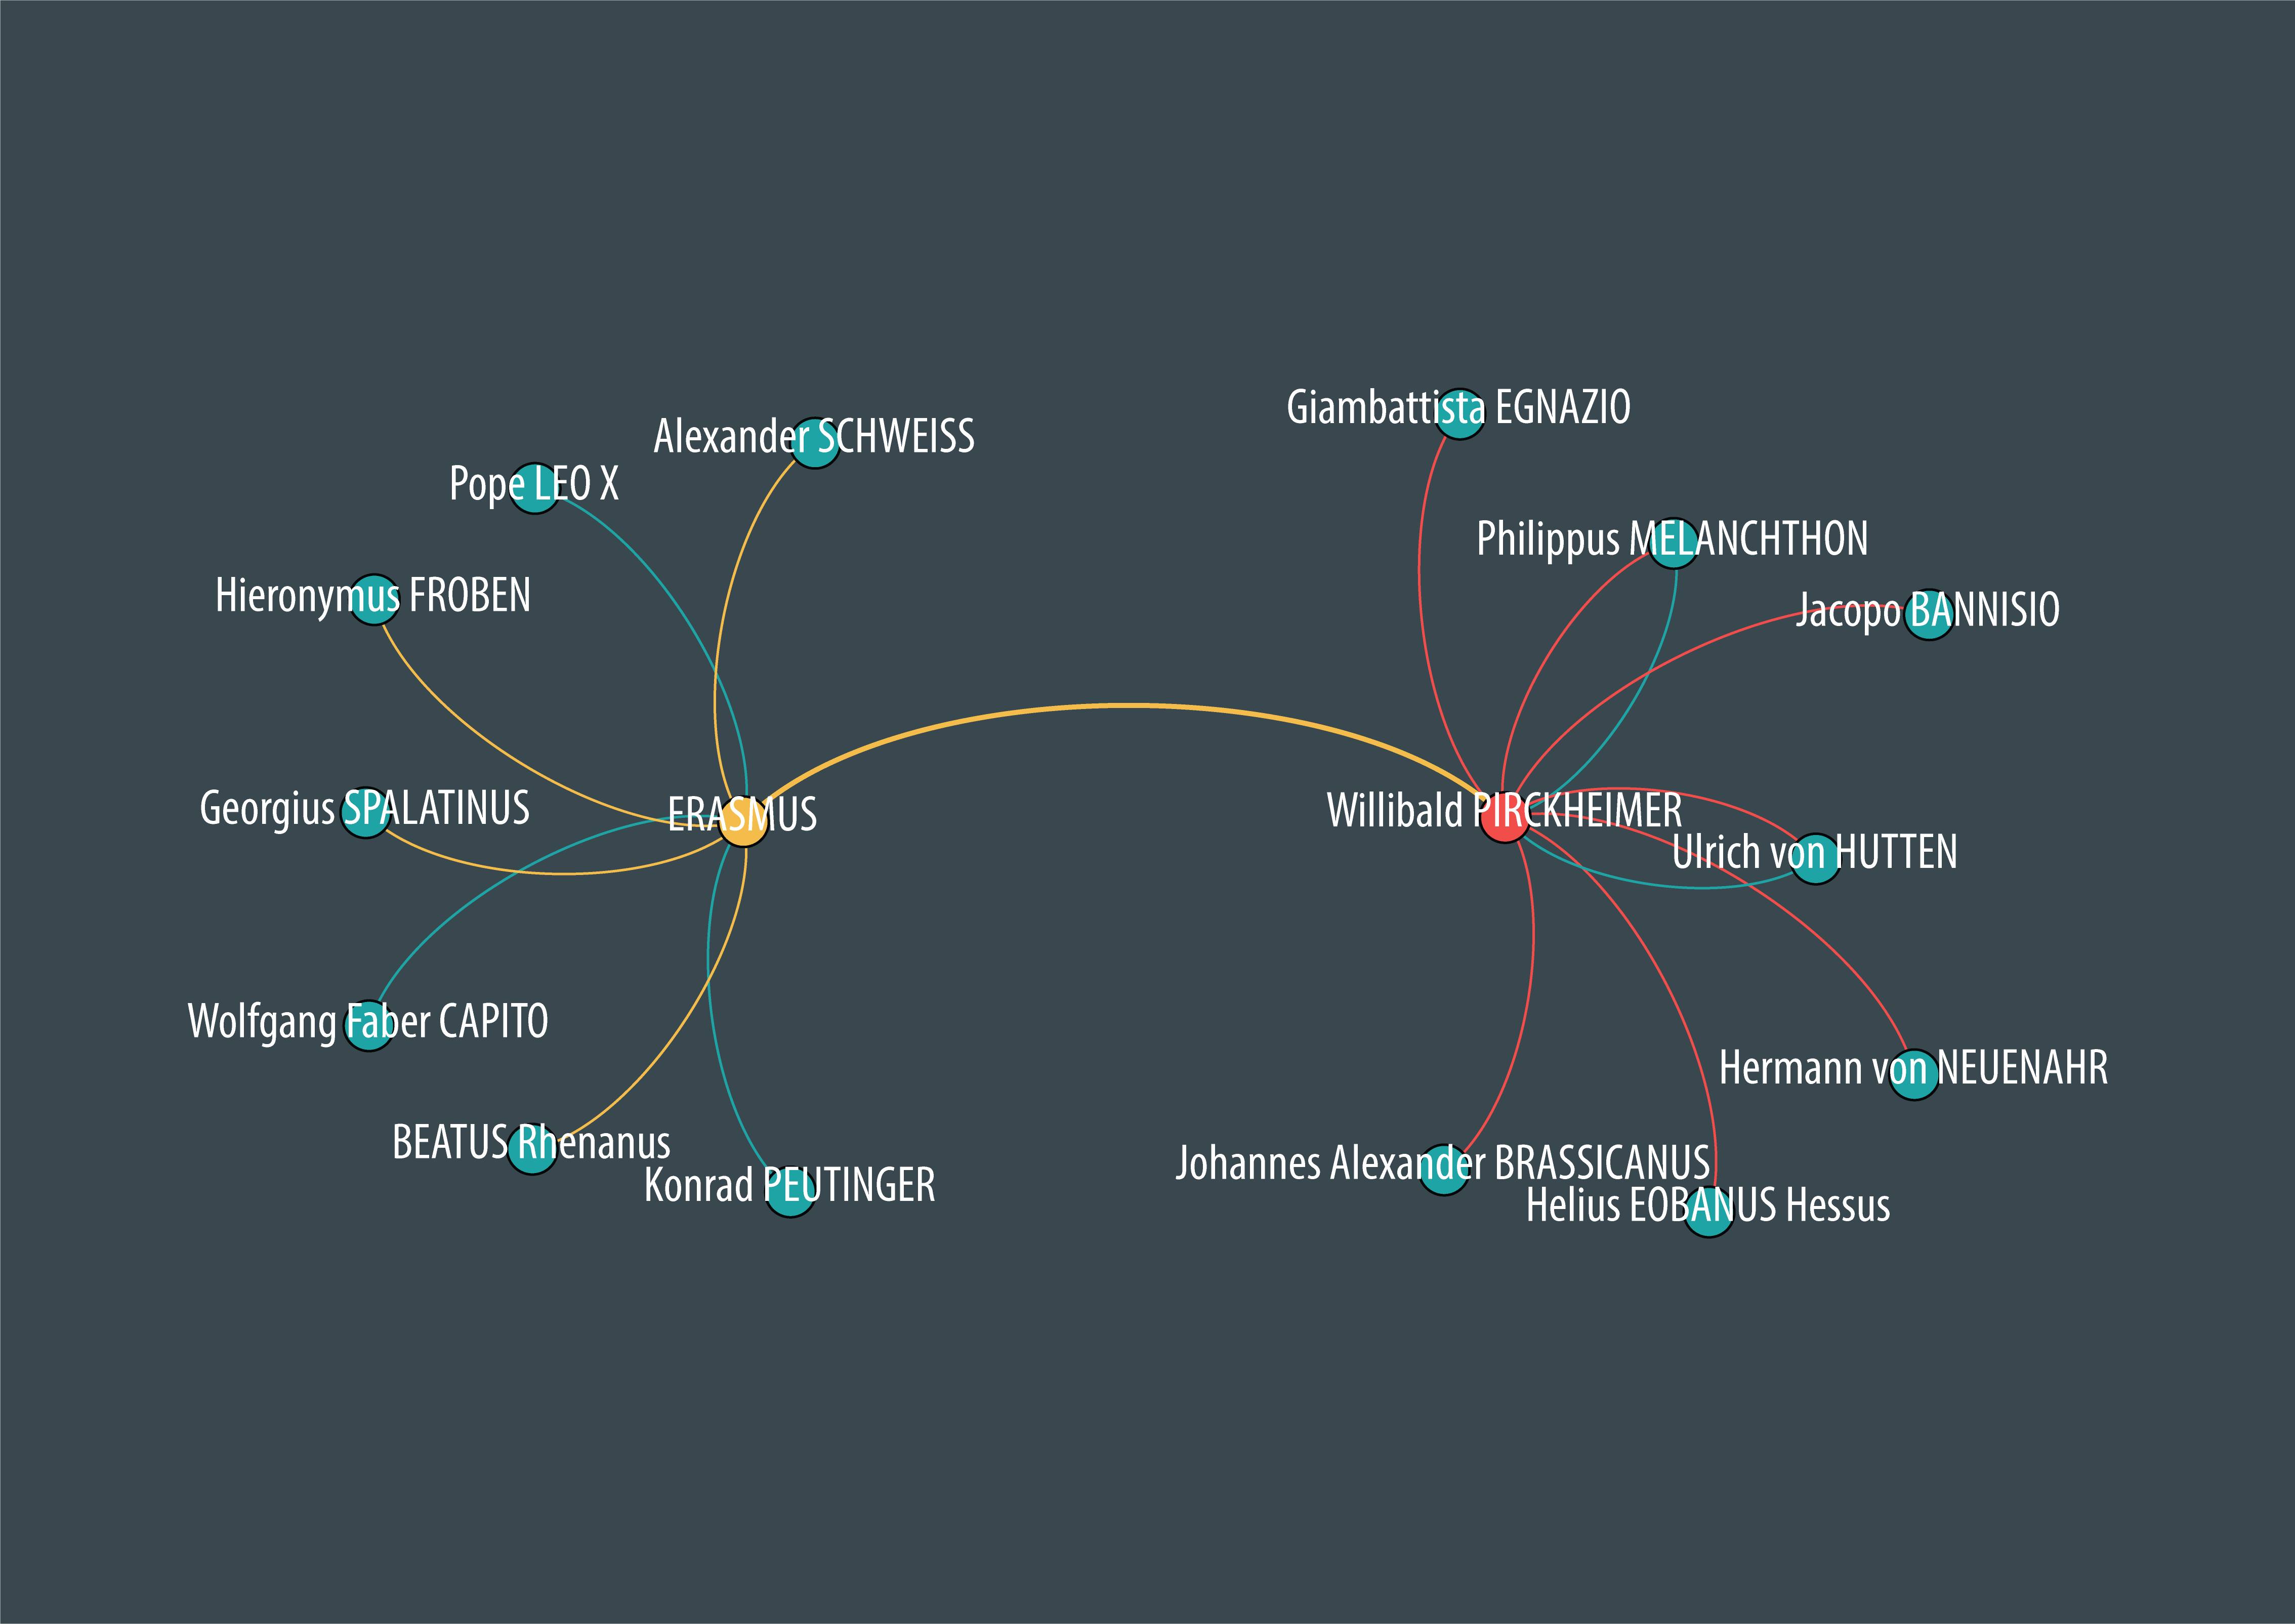 Giambattista EGNAZIO
Alexander SCHWEISS
Pope LEO X
Philippus MELANCHTHON
Hieronymus FROBEN
Jacopo BANNISIO
Georgius SPALATINUS
ERASMUS
Willibald PIRCKHEIMER
Ulrich von HUTTEN
Wolfgang Faber CAPITO
Hermann von NEUENAHR
BEATUS Rhenanus
Johannes Alexander BRASSICANUS
Konrad PEUTINGER
Helius EOBANUS Hessus